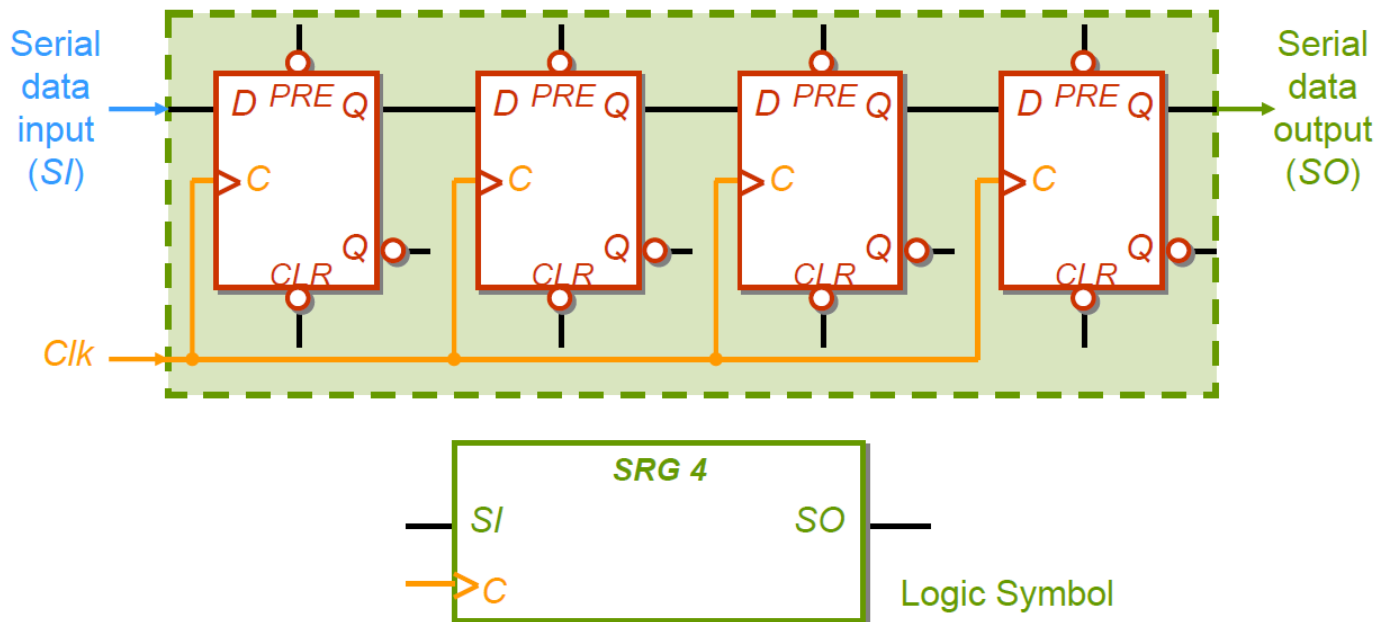 Serial
data
input
(SI)
D PRE Q
C
Q
CLR
D PRE Q
C
Q
CLR
D PRE Q
C
Q
CLR
D PRE Q
C
Q
CLR
Serial
data
output
(SO)
Clk
SRG 4
SI SO
C
Logic Symbol